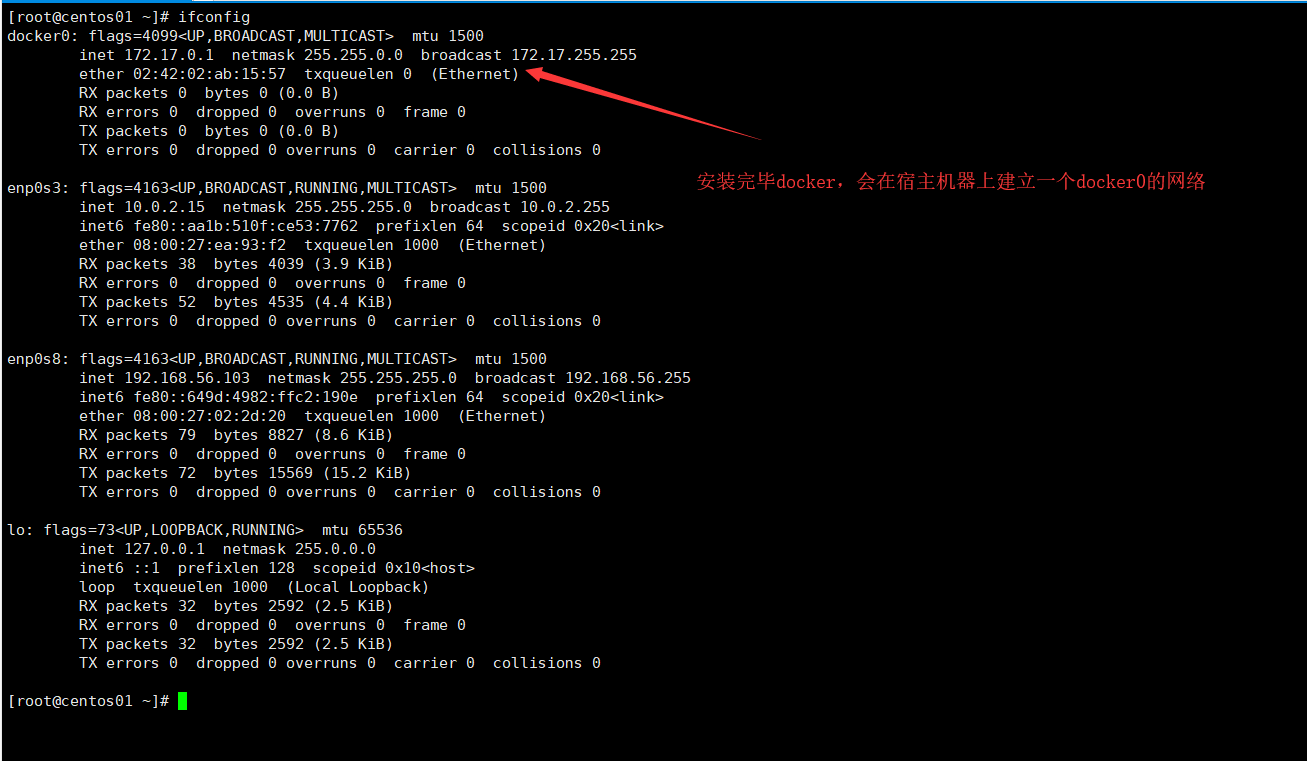 [root@centos01 ~]# ifconfig
docker0: flags=4099<UP,BROADCAST,MULTICAST>  mtu 1500
        inet 172.17.0.1  netmask 255.255.0.0  broadcast 172.17.255.255
        ether 02:42:02:ab:15:57  txqueuelen 0  (Ethernet)
        RX packets 0  bytes 0 (0.0 B)
        RX errors 0  dropped 0  overruns 0  frame 0
        TX packets 0  bytes 0 (0.0 B)
        TX errors 0  dropped 0 overruns 0  carrier 0  collisions 0
安装完毕docker，会在宿主机器上建立一个docker0的网络
enp0s3: flags=4163<UP,BROADCAST,RUNNING,MULTICAST>  mtu 1500
        inet 10.0.2.15  netmask 255.255.255.0  broadcast 10.0.2.255
        inet6 fe80::aa1b:510f:ce53:7762  prefixlen 64  scopeid 0x20<link>
        ether 08:00:27:ea:93:f2  txqueuelen 1000  (Ethernet)
        RX packets 38  bytes 4039 (3.9 KiB)
        RX errors 0  dropped 0  overruns 0  frame 0
        TX packets 52  bytes 4535 (4.4 KiB)
        TX errors 0  dropped 0 overruns 0  carrier 0  collisions 0
enp0s8: flags=4163<UP,BROADCAST,RUNNING,MULTICAST>  mtu 1500
        inet 192.168.56.103  netmask 255.255.255.0  broadcast 192.168.56.255
        inet6 fe80::649d:4982:ffc2:190e  prefixlen 64  scopeid 0x20<link>
        ether 08:00:27:02:2d:20  txqueuelen 1000  (Ethernet)
        RX packets 79  bytes 8827 (8.6 KiB)
        RX errors 0  dropped 0  overruns 0  frame 0
        TX packets 72  bytes 15569 (15.2 KiB)
        TX errors 0  dropped 0 overruns 0  carrier 0  collisions 0
lo: flags=73<UP,LOOPBACK,RUNNING>  mtu 65536
        inet 127.0.0.1  netmask 255.0.0.0
        inet6 ::1  prefixlen 128  scopeid 0x10<host>
        loop  txqueuelen 1000  (Local Loopback)
        RX packets 32  bytes 2592 (2.5 KiB)
        RX errors 0  dropped 0  overruns 0  frame 0
        TX packets 32  bytes 2592 (2.5 KiB)
        TX errors 0  dropped 0 overruns 0  carrier 0  collisions 0
[root@centos01 ~]#